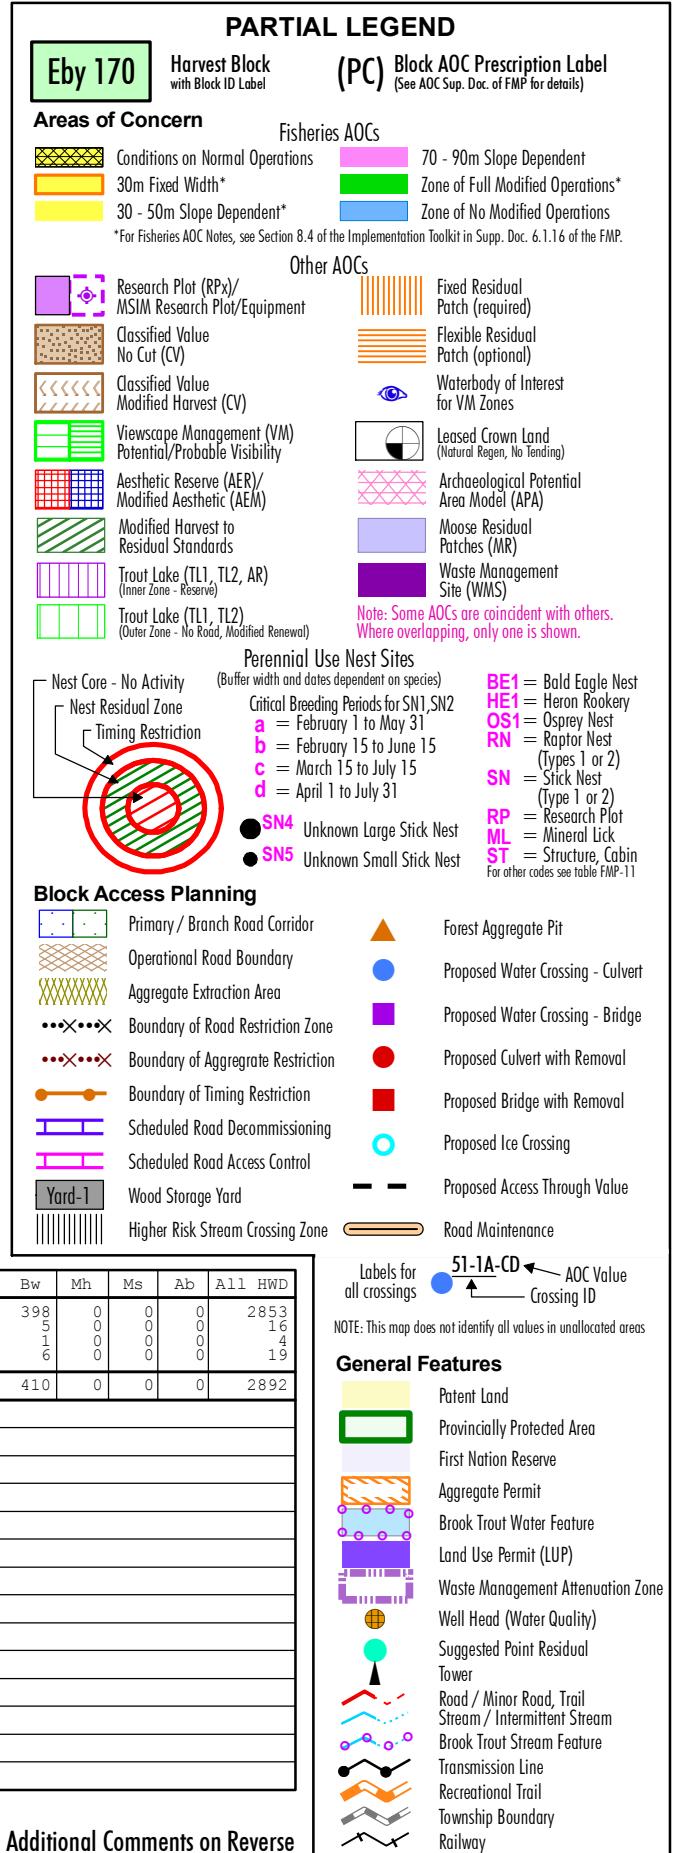 PARTIAL LEGEND
Eby 170
Harvest Block
with Block ID Label
(PC)
Block AOC Prescription Label
(See AOC Sup. Doc. of FMP for details)
Areas of Concern
Fisheries AOCs
Conditions on Normal Operations
30m Fixed Width*
30 - 50m Slope Dependent*
70 - 90m Slope Dependent
Zone of Full Modified Operations*
Zone of No Modified Operations
*For Fisheries AOC Notes, see Section 8.4 of the Implementation Toolkit in Supp. Doc. 6.1.16 of the FMP.
Other AOCs
Research Plot (RPx)/
MSIM Research Plot/Equipment
Classified Value
No Cut (CV)
Classified Value
Modified Harvest (CV)
Viewscape Management (VM)
Potential/Probable Visibility
Aesthetic Reserve (AER)/
Modified Aesthetic (AEM)
Modified Harvest to
Residual Standards
Trout Lake (TL1, TL2, AR)
(Inner Zone - Reserve)
Trout Lake (TL1, TL2)
(Outer Zone - No Road, Modified Renewal)
Fixed Residual
Patch (required)
Flexible Residual
Patch (optional)
Waterbody of Interest
for VM Zones
Leased Crown Land
(Natural Regen, No Tending)
Archaeological Potential
Area Model (APA)
Moose Residual
Patches (MR)
Waste Management
Site (WMS)
Note: Some AOCs are coincident with others.
Where overlapping, only one is shown.
Perennial Use Nest Sites
(Buffer width and dates dependent on species)
Nest Core - No Activity
Nest Residual Zone
Timing Restriction
Critical Breeding Periods for SN1,SN2
a = February 1 to May 31
b = February 15 to June 15
c = March 15 to July 15
d = April 1 to July 31
SN4 Unknown Large Stick Nest
SN5 Unknown Small Stick Nest
BE1 = Bald Eagle Nest
HE1 = Heron Rookery
OS1 = Osprey Nest
RN = Raptor Nest
(Types 1 or 2)
SN = Stick Nest
(Type 1 or 2)
RP = Research Plot
ML = Mineral Lick
ST = Structure, Cabin
For other codes see table FMP-11
Block Access Planning
Primary / Branch Road Corridor
Operational Road Boundary
Aggregate Extraction Area
Boundary of Road Restriction Zone
Boundary of Aggregrate Restriction
Boundary of Timing Restriction
Scheduled Road Decommissioning
Scheduled Road Access Control
Yard-1 Wood Storage Yard
Higher Risk Stream Crossing Zone
Forest Aggregate Pit
Proposed Water Crossing - Culvert
Proposed Water Crossing - Bridge
Proposed Culvert with Removal
Proposed Bridge with Removal
Proposed Ice Crossing
Proposed Access Through Value
Road Maintenance
Bw Mh Ms Ab All HWD
398 0 0 0 2853
5 0 0 0 16
1 0 0 0 4
6 0 0 0 19
410 0 0 0 2892
Additional Comments on Reverse
Labels for
all crossings
51-1A-CD
AOC Value
Crossing ID
NOTE: This map does not identify all values in unallocated areas
General Features
Patent Land
Provincially Protected Area
First Nation Reserve
Aggregate Permit
Brook Trout Water Feature
Land Use Permit (LUP)
Waste Management Attenuation Zone
Well Head (Water Quality)
Suggested Point Residual
Tower
Road / Minor Road, Trail
Stream / Intermittent Stream
Brook Trout Stream Feature
Transmission Line
Recreational Trail
Township Boundary
Railway